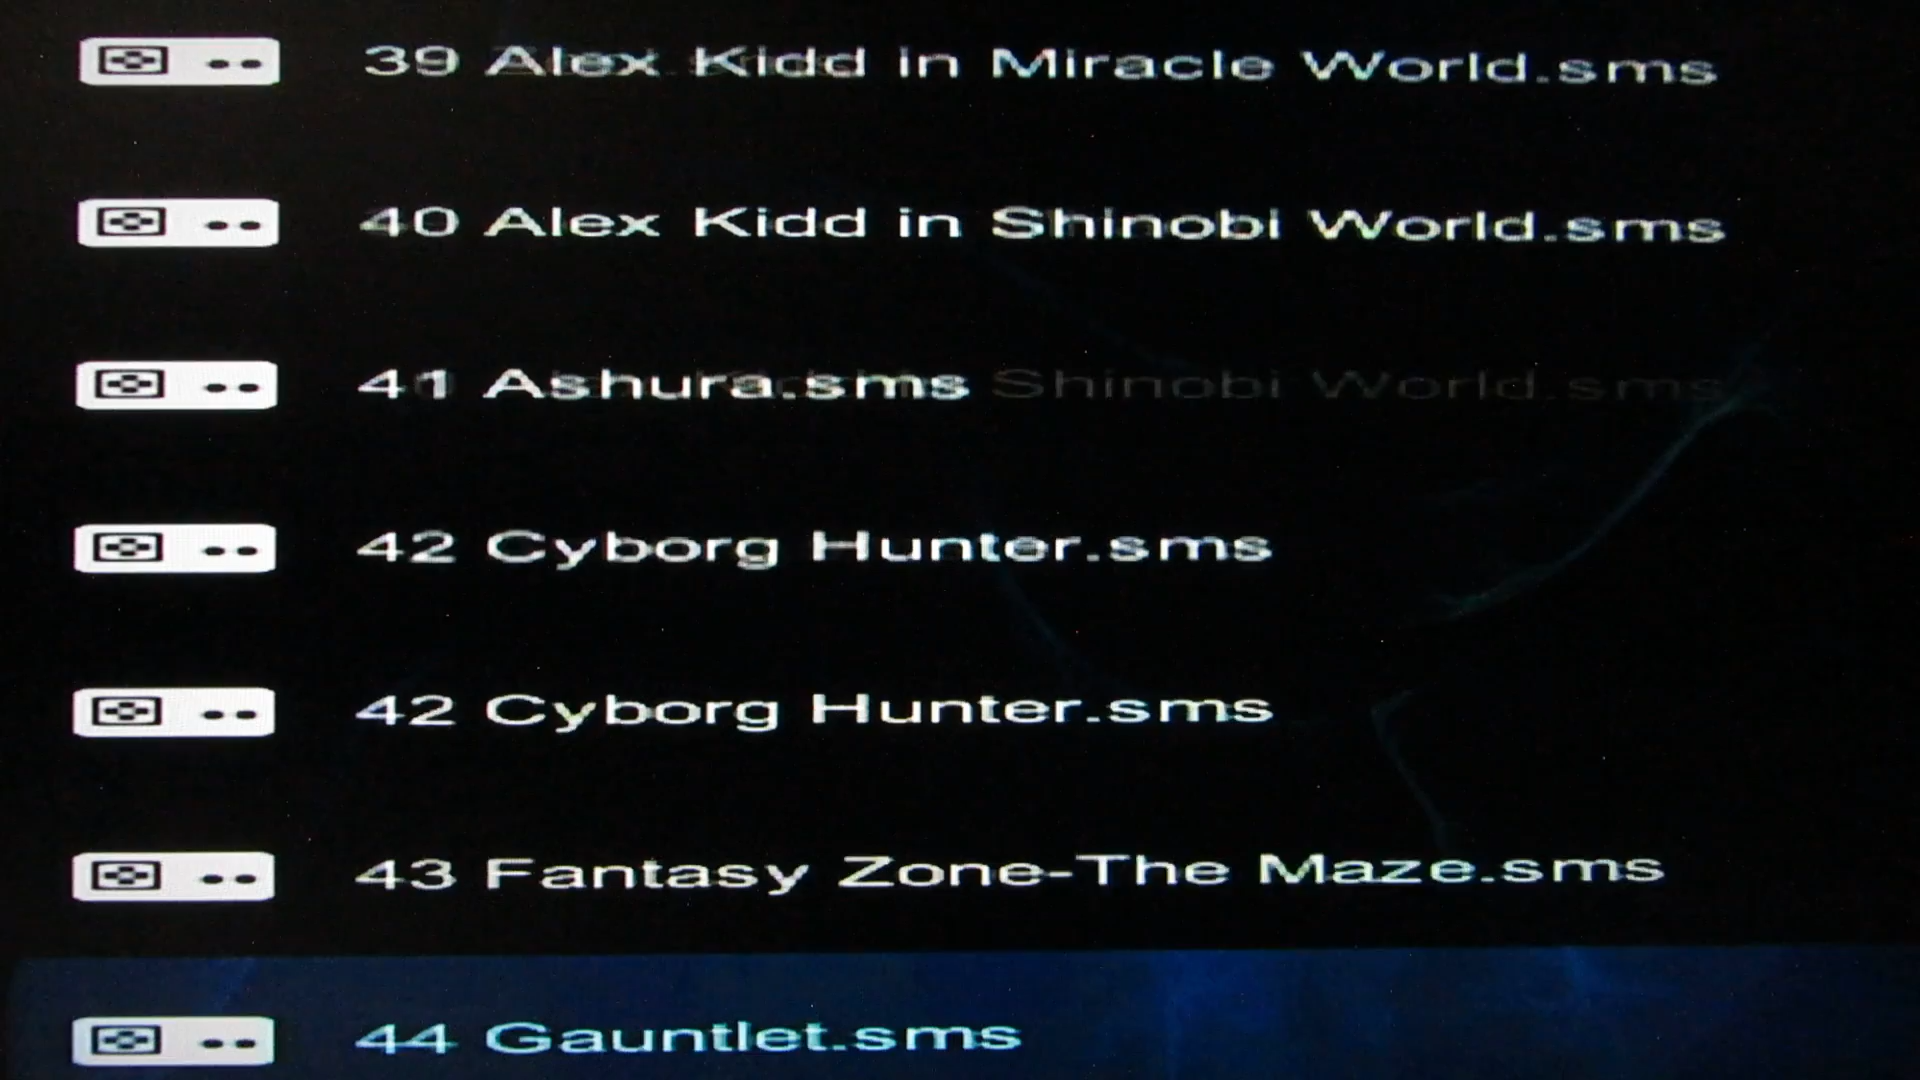 39 Alex Kidd in Miracle World.sms
40 Alex Kidd in Shinobi World.sms
41 Ashura.sms
42 Cyborg Hunter.sms
42 Cyborg Hunter.sms
43 Fantasy Zone-The Maze.sms
44 Gauntlet.sms